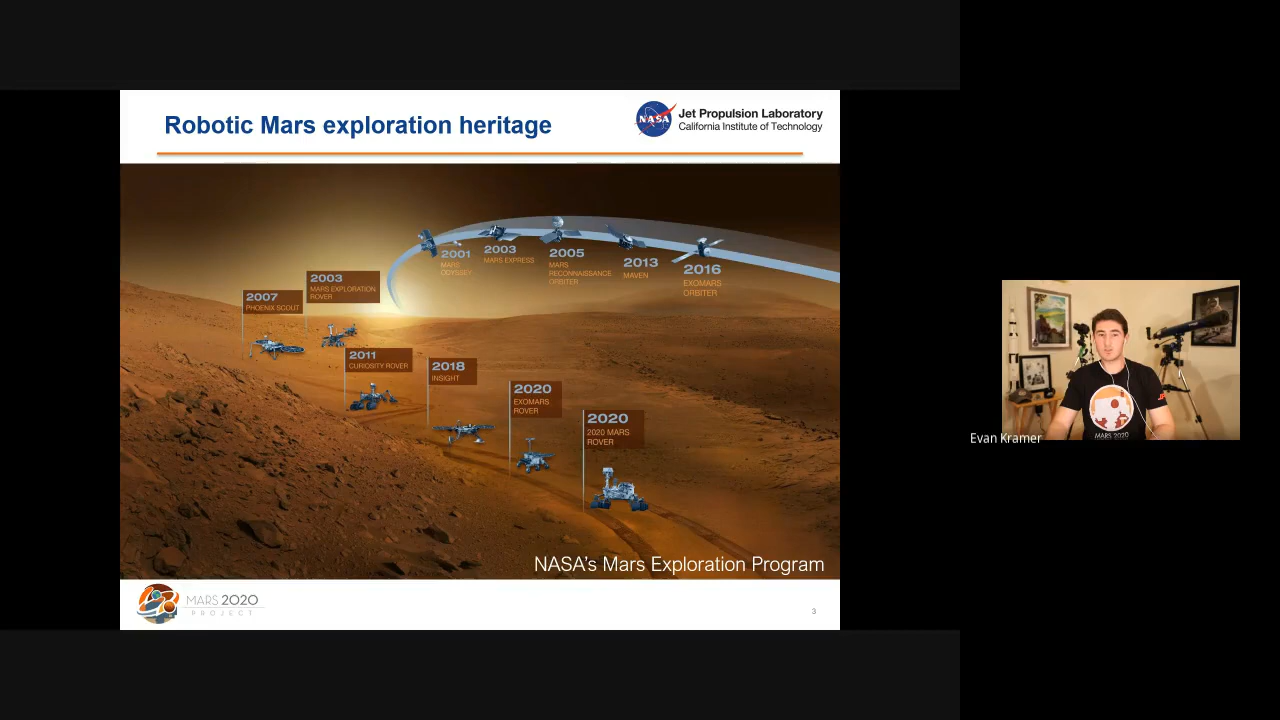 Robotic Mars exploration heritage
NASA
Jet Propulsion Laboratory
California Institute of Technology
2001
MARS
ODYSSEY
2003
MARS EXPRESS
2005
MARS
RECONNAISSANCE
ORBITER
2013
MAVEN
2016
EXOMARS
ORBITER
2007
PHOENIX SCOUT
2003
MARS EXPLORATION
ROVER
2011
CURIOSITY ROVER
2018
INSIGHT
2020
EXOMARS
ROVER
2020
2020 MARS
ROVER
NASA's Mars Exploration Program
MARS 2020
PROJECT
3
MARS 2020
Evan Kramer